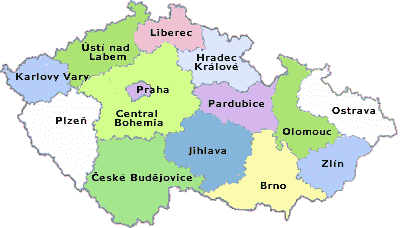 Liberec
Ústí nad
Labem
Hradec
Králové
Karlovy Vary
Praha
Pardubice
Ostrava
Plzeň
Central
Bohemia
Olomouc
Jihlava
Zlín
České Budějovice
Brno